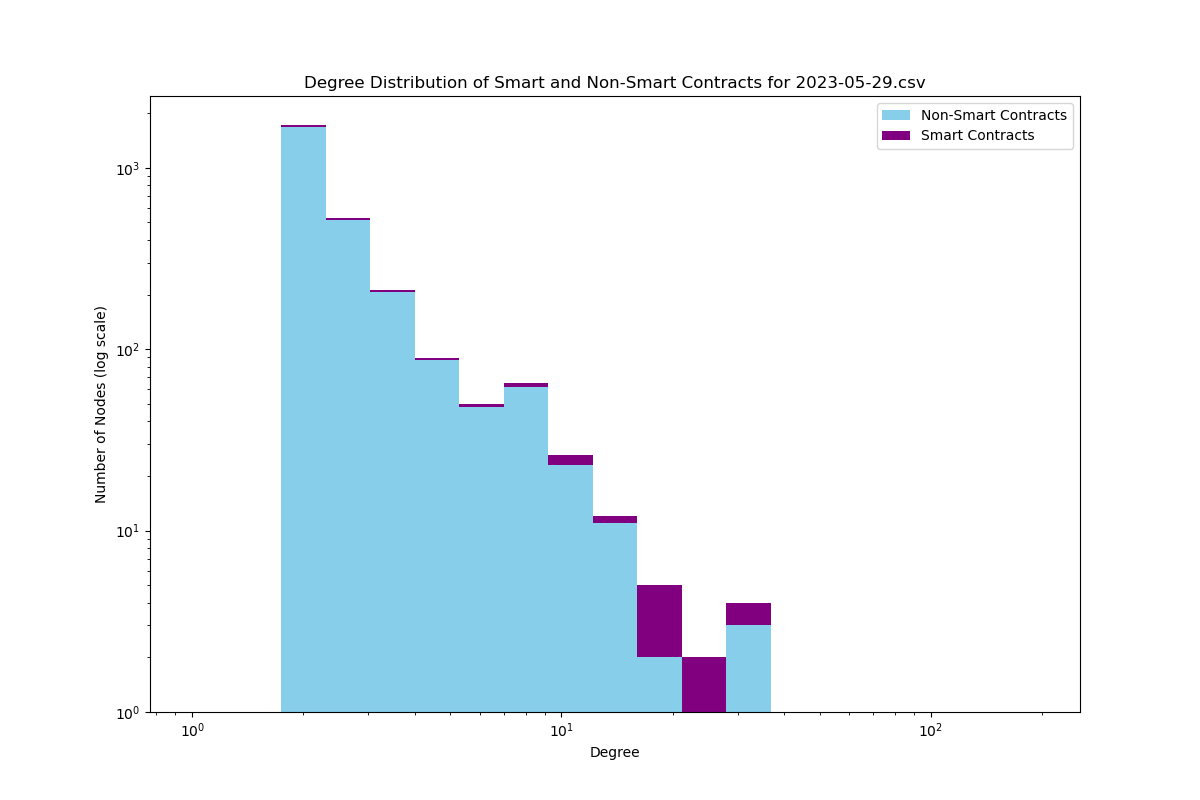 Degree Distribution of Smart and Non-Smart Contracts for 2023-05-29.csv
Non-Smart Contracts
Smart Contracts
Number of Nodes (log scale)
10³
10²
10¹
10⁰
10⁰ 10¹ 10²
Degree